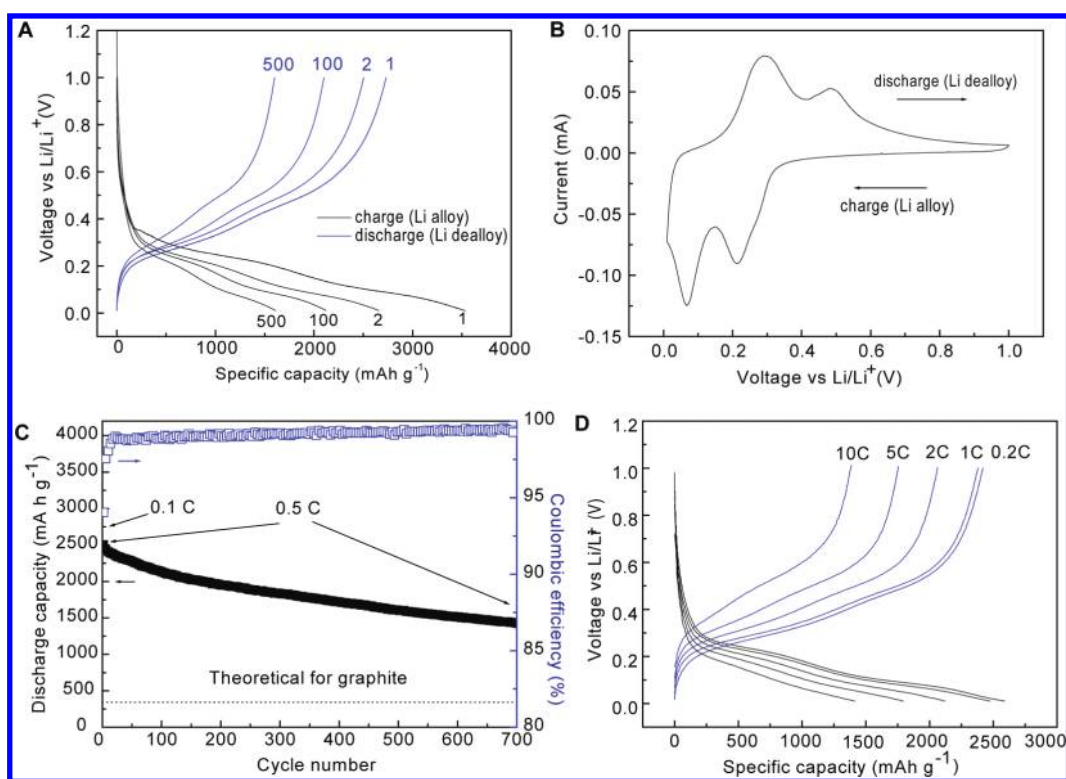 A
1.2
1.0
0.8
0.6
0.4
0.2
0.0
Voltage vs Li/Li+(V)
500 100 2 1
charge (Li alloy)
discharge (Li dealloy)
500 100 2 1
0 1000 2000 3000 4000
Specific capacity (mAh g-1)
B
0.10
0.05
0.00
-0.05
-0.10
-0.15
Current (mA)
discharge (Li dealloy)
charge (Li alloy)
0.0 0.2 0.4 0.6 0.8 1.0
Voltage vs Li/Li+(V)
C
4000
3500
3000
2500
2000
1500
1000
500
0
Discharge capacity (mA h g-1)
0.1 C
0.5 C
Theoretical for graphite
100
95
90
85
80
Coulombic efficiency (%)
0 100 200 300 400 500 600 700
Cycle number
D
1.2
1.0
0.8
0.6
0.4
0.2
0.0
Voltage vs Li/Li+ (V)
10C 5C 2C 1C 0.2C
0 500 1000 1500 2000 2500 3000
Specific capacity (mAh g-1)